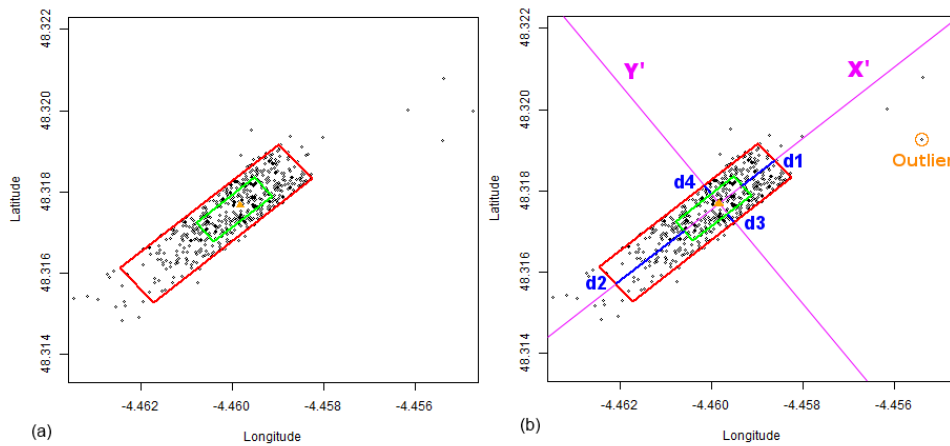 48.322
48.320
48.318
48.316
48.314
Latitude
-4.462
-4.460
-4.458
-4.456
Longitude
(a)
48.322
48.320
48.318
48.316
48.314
Latitude
Y'
X'
Outlier
d1
d4
d3
d2
-4.462
-4.460
-4.458
-4.456
Longitude
(b)